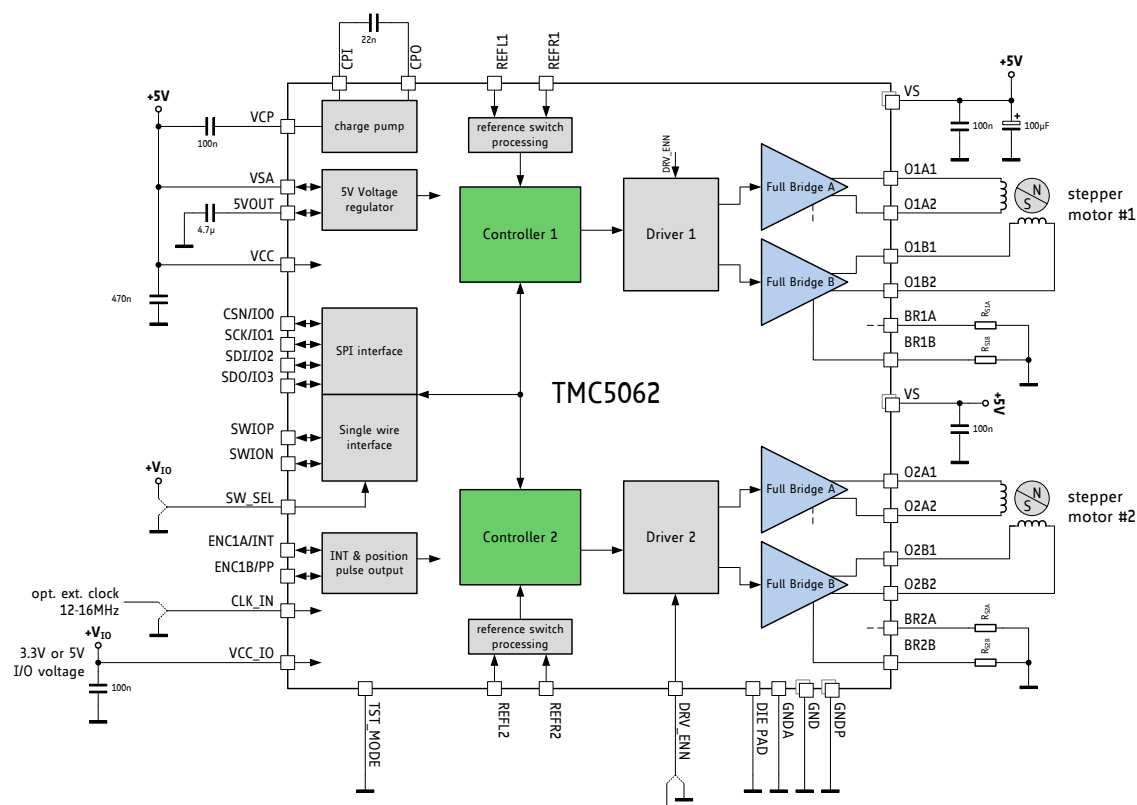 CPI
22n
CPO
REFL1
REFR1
+5V
VCP
100n
charge pump
reference switch
processing
DRV_ENN
VS
+5V
100n
+
100µF
VSA
5VOUT
4.7µ
5V Voltage
regulator
Controller 1
Driver 1
Full Bridge A
Full Bridge B
O1A1
O1A2
O1B1
O1B2
N
S
stepper
motor #1
VCC
470n
BR1A
RS1A
BR1B
RS1B
CSN/IO0
SCK/IO1
SDI/IO2
SDO/IO3
SPI interface
TMC5062
VS
+5V
100n
SWIOP
SWION
Single wire
interface
+VIO
SW_SEL
Controller 2
Driver 2
Full Bridge A
Full Bridge B
O2A1
O2A2
O2B1
O2B2
N
S
stepper
motor #2
ENC1A/INT
ENC1B/PP
INT & position
pulse output
opt. ext. clock
12-16MHz
CLK_IN
+VIO
3.3V or 5V
I/O voltage
VCC_IO
100n
reference switch
processing
BR2A
RS2A
BR2B
RS2B
TST_MODE
REFL2
REFR2
DRV_ENN
DIE PAD
GNDA
GND
GNDP